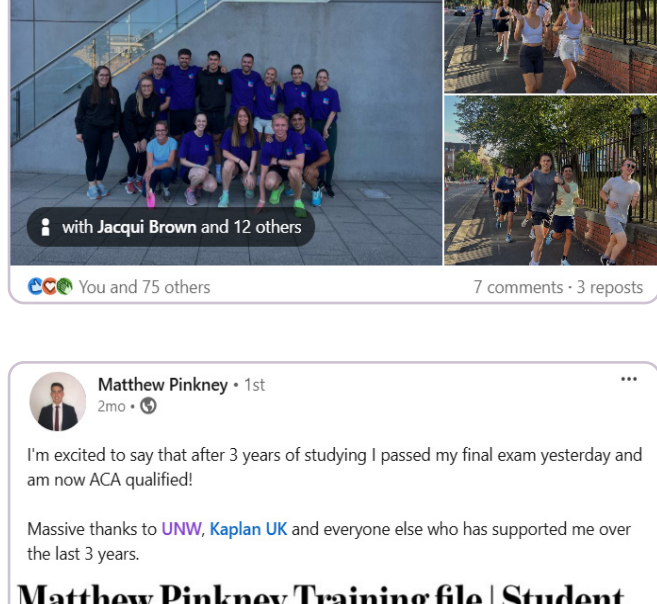 with Jacqui Brown and 12 others
You and 75 others
7 comments · 3 reposts
Matthew Pinkney • 1st
2mo •
I'm excited to say that after 3 years of studying I passed my final exam yesterday and
am now ACA qualified!
Massive thanks to UNW, Kaplan UK and everyone else who has supported me over
the last 3 years.
Matthew Pinkney Training file | Student